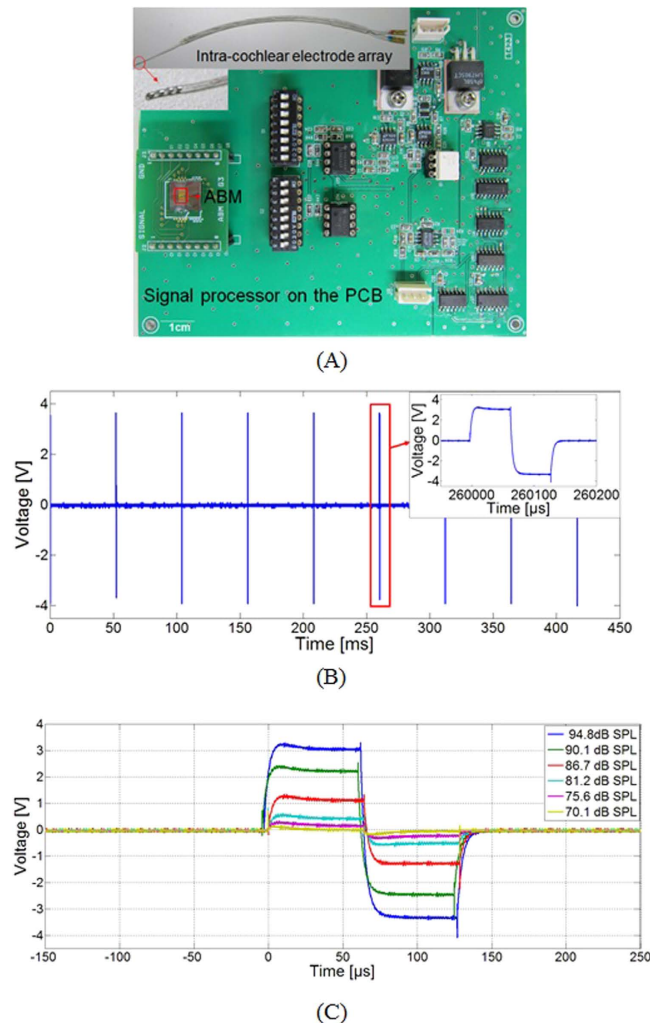 Intra-cochlear electrode array
SIGNAL
GND
ABM
ABM G3
Signal processor on the PCB
1cm
(A)
4
2
0
-2
-4
Voltage [V]
0 50 100 150 200 250 300 350 400 450
Time [ms]
4
2
0
-2
-4
Voltage [V]
260000 260100 260200
Time [µs]
(B)
4
3
2
1
0
-1
-2
-3
-4
Voltage [V]
94.8dB SPL
90.1 dB SPL
86.7 dB SPL
81.2 dB SPL
75.6 dB SPL
70.1 dB SPL
-150 -100 -50 0 50 100 150 200 250
Time [µs]
(C)